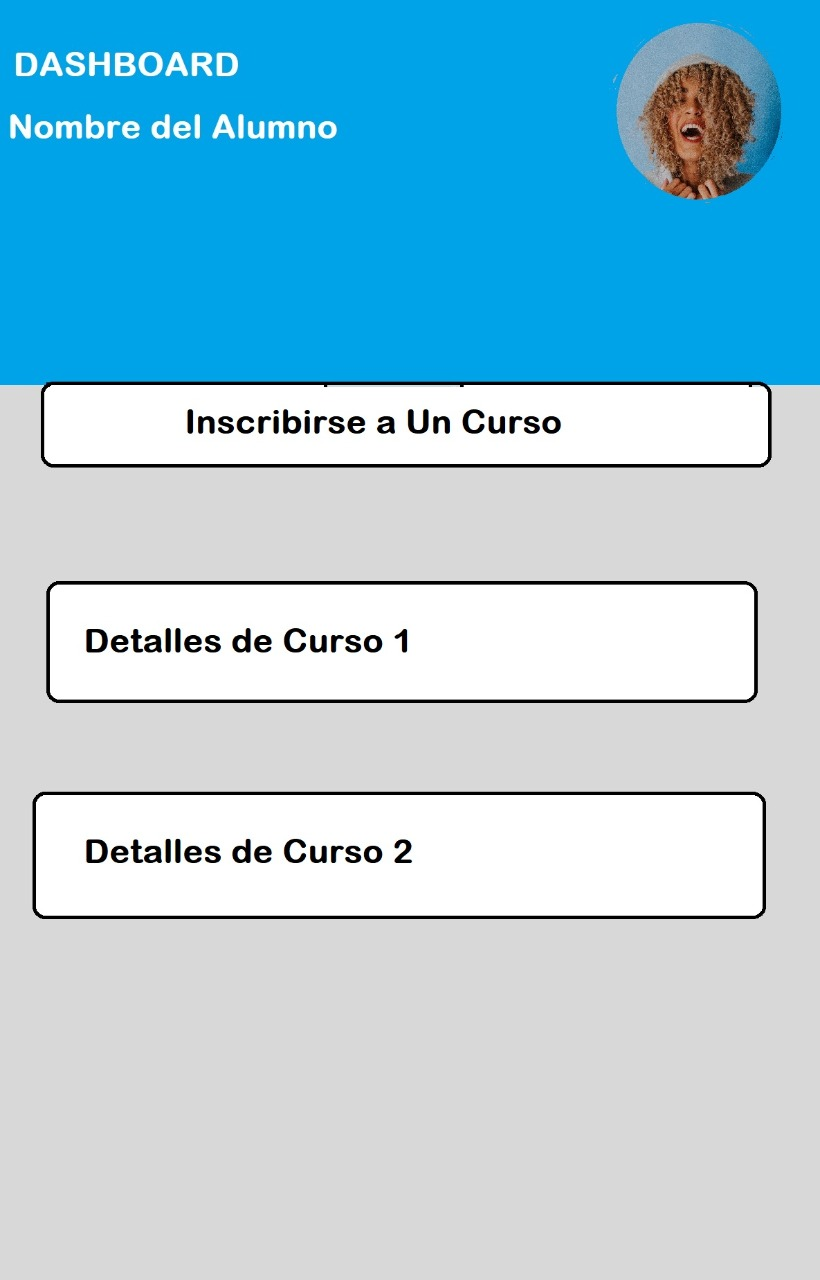 DASHBOARD
Nombre del Alumno
Inscribirse a Un Curso
Detalles de Curso 1
Detalles de Curso 2